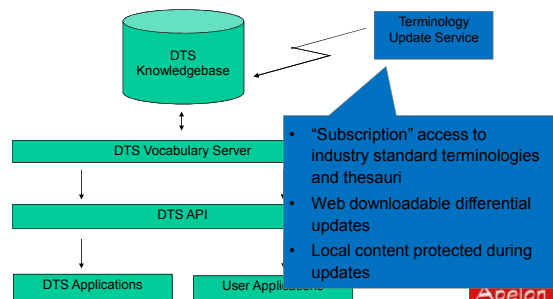 DTS
Knowledgebase
Terminology
Update Service
• “Subscription” access to
industry standard terminologies
and thesauri
• Web downloadable differential
updates
• Local content protected during
updates
DTS Vocabulary Server
DTS API
DTS Applications
User Applications
Apelon